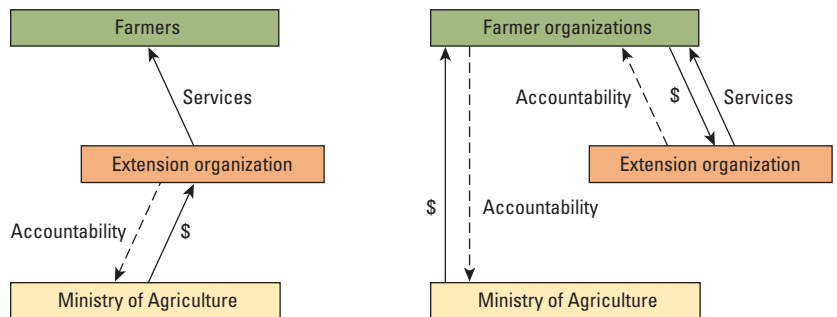 Farmers
Services
Extension organization
Accountability
$
Ministry of Agriculture
Farmer organizations
Accountability
$
Services
Extension organization
$
Accountability
Ministry of Agriculture